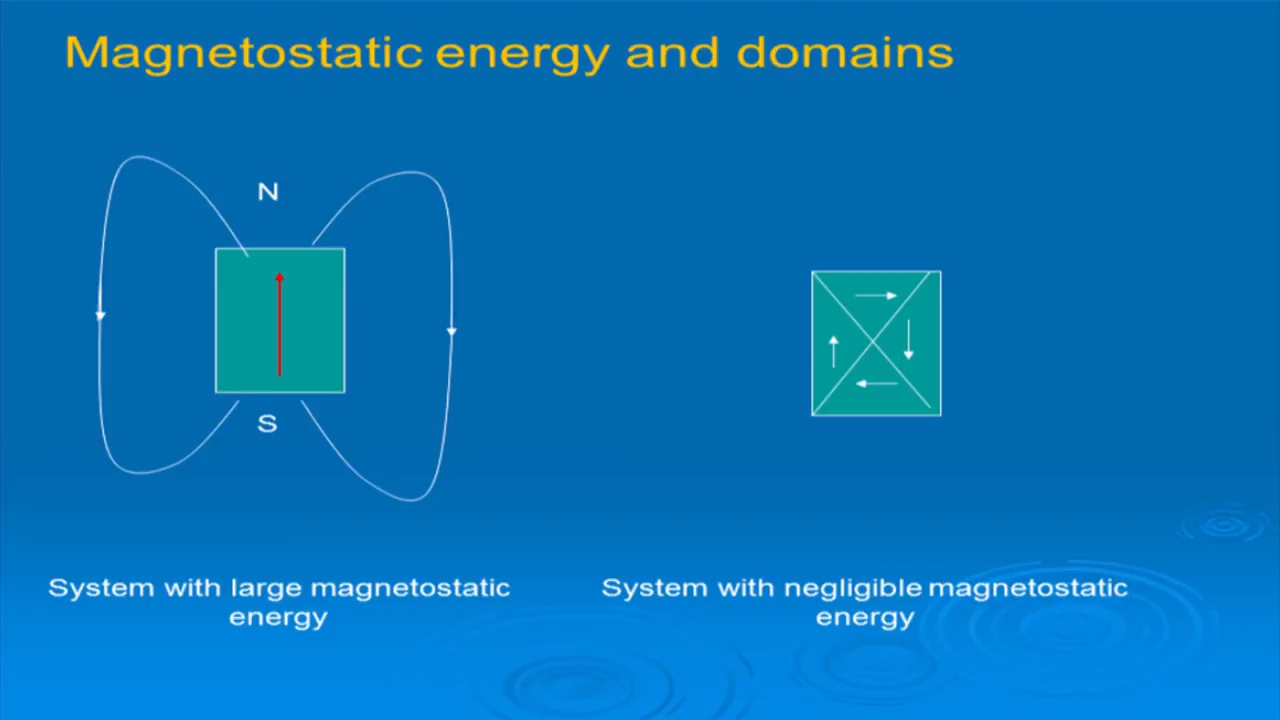 Magnetostatic energy and domains
N
S
System with large magnetostatic
energy
System with negligible magnetostatic
energy